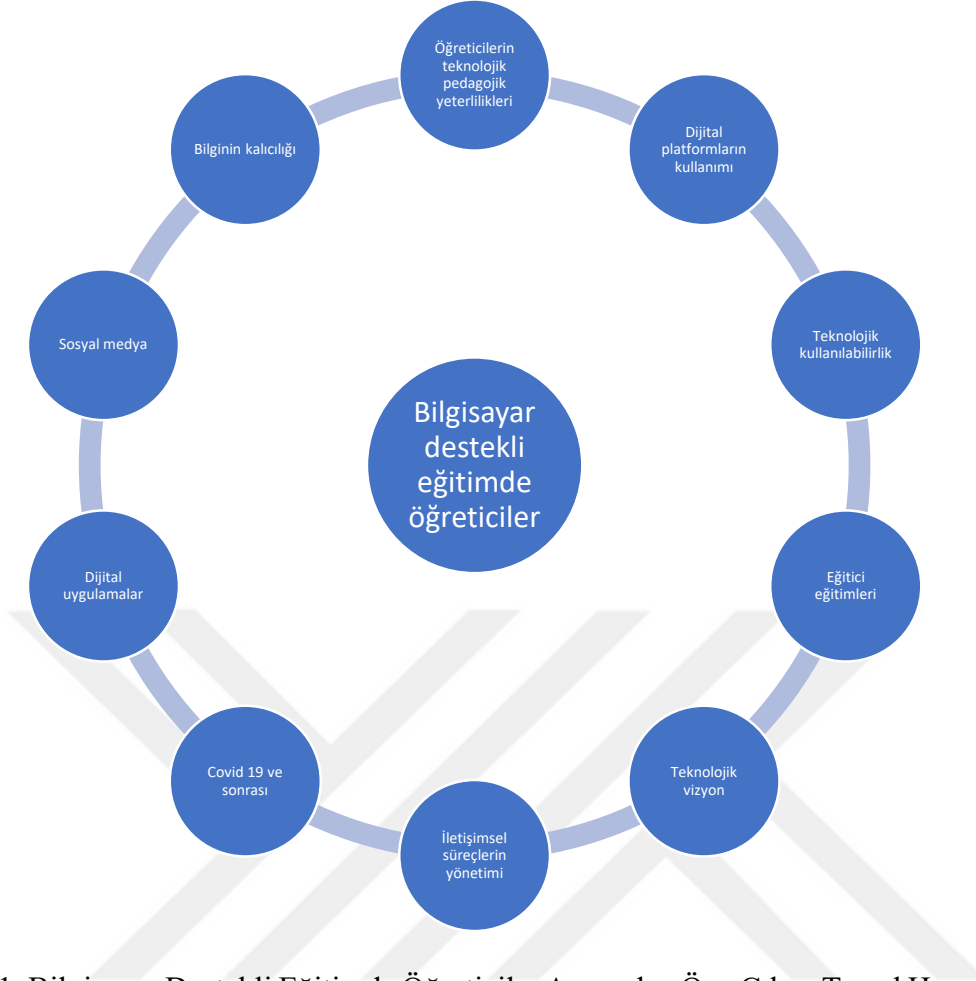 Öğreticilerin
teknolojik
pedagojik
yeterlilikleri
Dijital
platformların
kullanımı
Teknolojik
kullanılabilirlik
Eğitici
eğitimleri
Teknolojik
vizyon
İletişimsel
süreçlerin
yönetimi
Covid 19 ve
sonrası
Dijital
uygulamalar
Sosyal medya
Bilginin kalıcılığı
Bilgisayar
destekli
eğitimde
öğreticiler